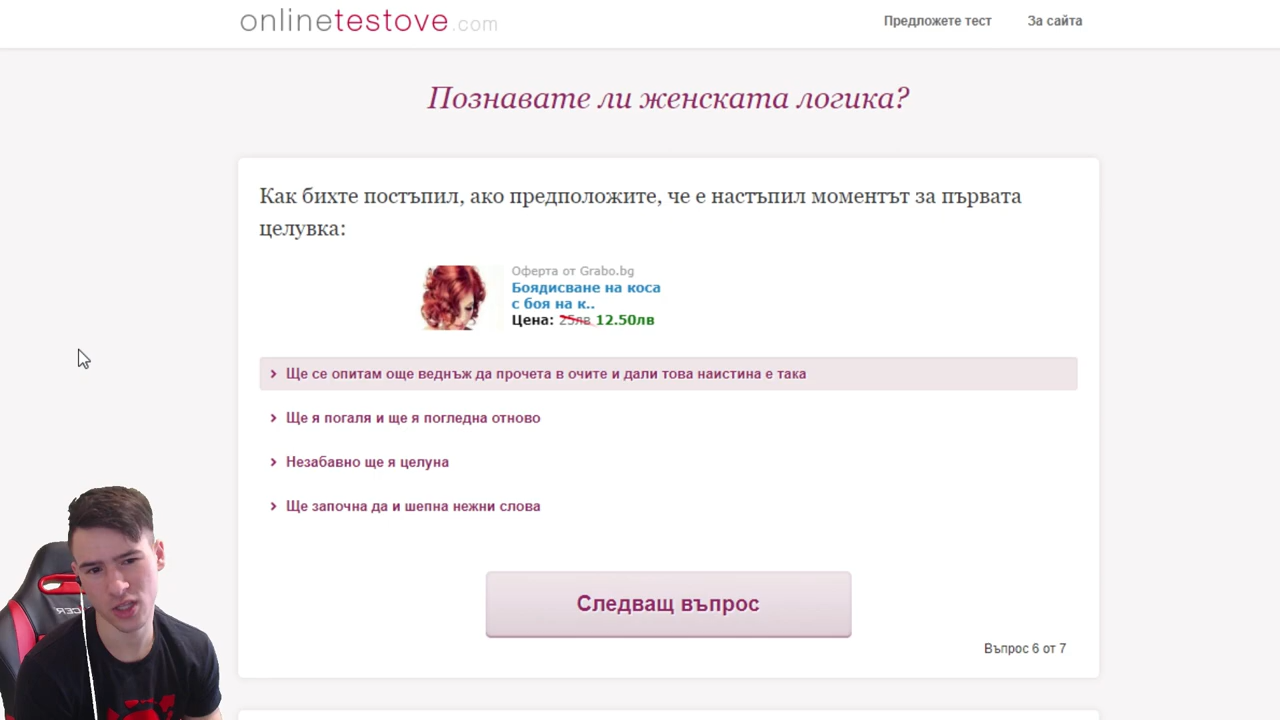 onlinetestove.com
Предложете тест
За сайта
Познавате ли женската логика?
Как бихте постъпил, ако предположите, че е настъпил моментът за първата
целувка:
Оферта от Grabo.bg
Боядисване на коса
с боя на к..
Цена: 25лв 12.50лв
Ще се опитам още веднъж да прочета в очите и дали това наистина е така
Ще я погаля и ще я погледна отново
Незабавно ще я целуна
Ще започна да и шепна нежни слова
Следващ въпрос
Въпрос 6 от 7